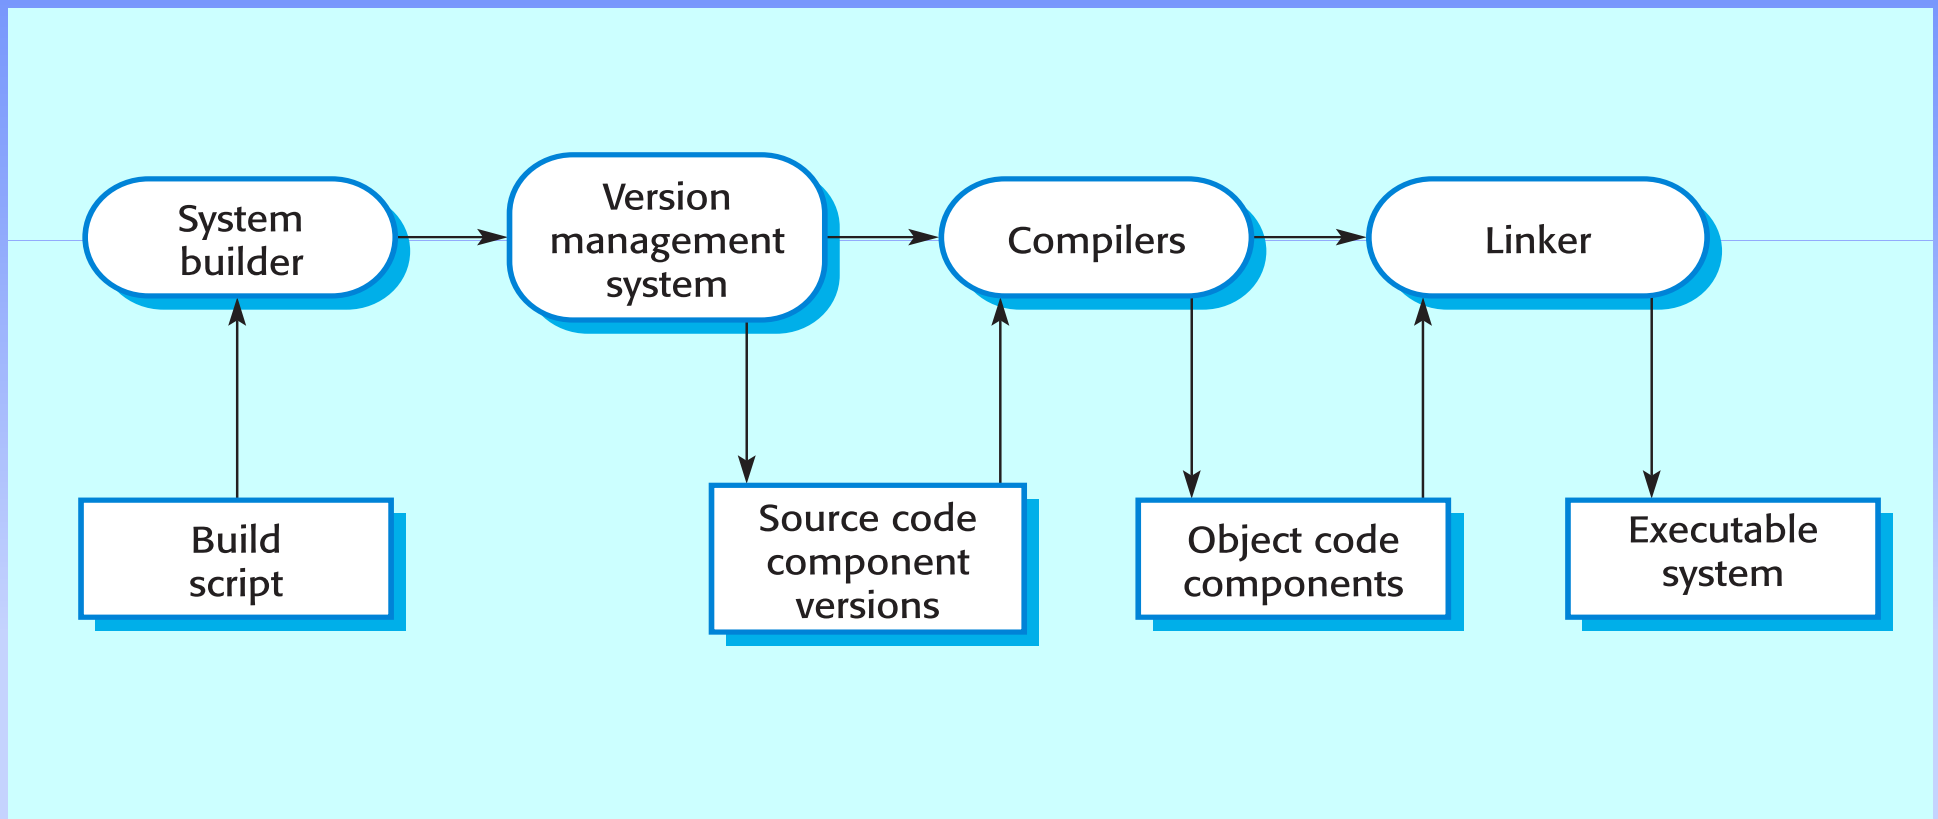 System
builder
Version
management
system
Compilers
Linker
Build
script
Source code
component
versions
Object code
components
Executable
system